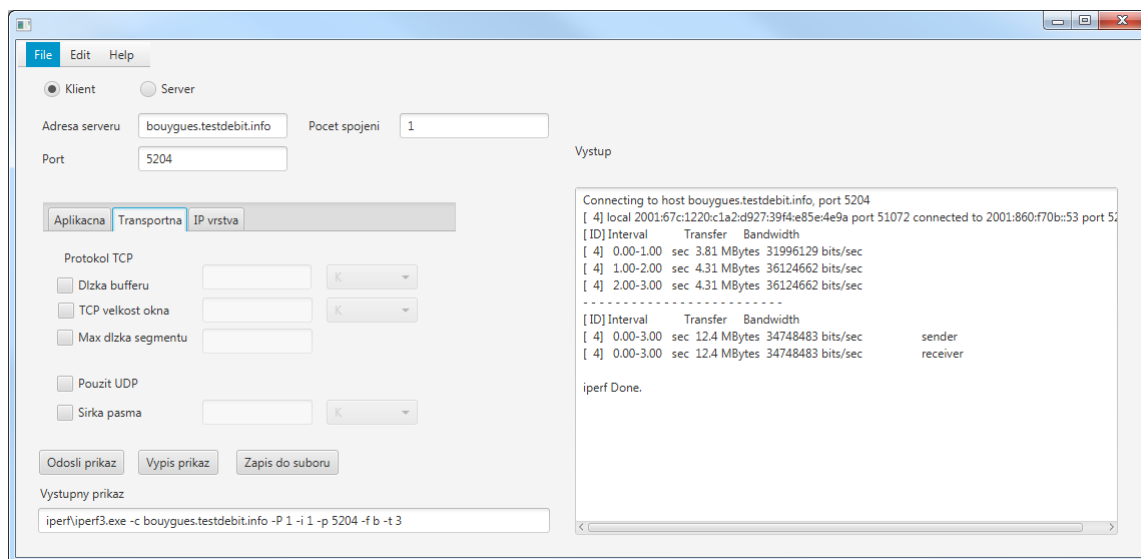 File Edit Help
Klient Server
Adresa serveru bouygues.testdebit.info Pocet spojeni 1
Port 5204
Aplikacna Transportna IP vrstva
Protokol TCP
Dlzka bufferu K
TCP velkost okna K
Max dlzka segmentu
Pouzit UDP
Sirka pasma K
Odosli prikaz Vypis prikaz Zapis do suboru
Vystupny prikaz
iperf\iperf3.exe -c bouygues.testdebit.info -P 1 -i 1 -p 5204 -f b -t 3
Vystup
Connecting to host bouygues.testdebit.info, port 5204
[ 4] local 2001:67c:1220:c1a2:d927:39f4:e85e:4e9a port 51072 connected to 2001:860:f70b::53 port 52
[ ID] Interval Transfer Bandwidth
[ 4] 0.00-1.00 sec 3.81 MBytes 31996129 bits/sec
[ 4] 1.00-2.00 sec 4.31 MBytes 36124662 bits/sec
[ 4] 2.00-3.00 sec 4.31 MBytes 36124662 bits/sec
- - - - - - - - - - - - - - - - - - - - - - - - -
[ ID] Interval Transfer Bandwidth
[ 4] 0.00-3.00 sec 12.4 MBytes 34748483 bits/sec sender
[ 4] 0.00-3.00 sec 12.4 MBytes 34748483 bits/sec receiver
iperf Done.